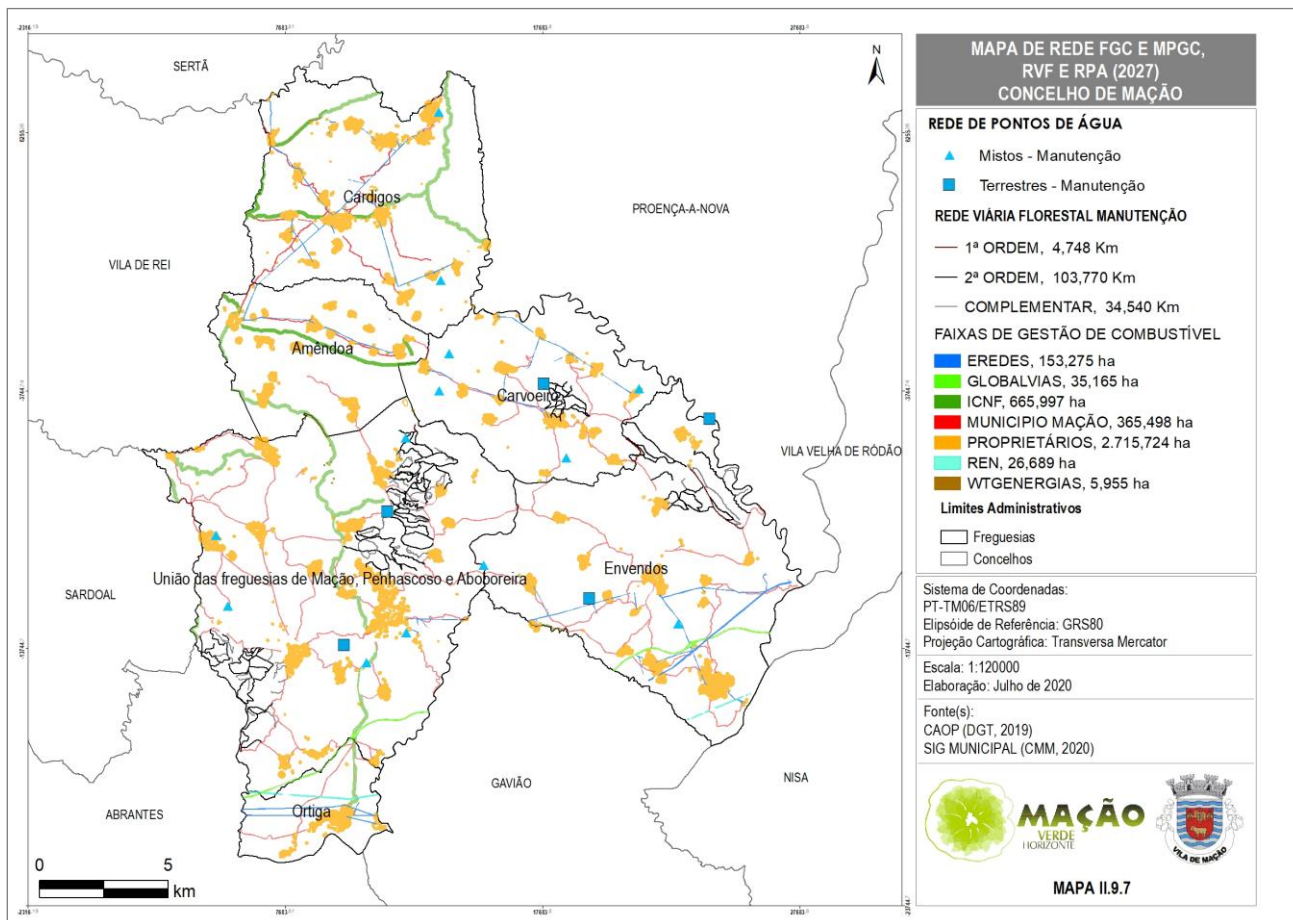 MAPA DE REDE FGC E MPGC,
RVF E RPA (2027)
CONCELHO DE MAÇÃO
REDE DE PONTOS DE ÁGUA
Mistos - Manutenção
Terrestres - Manutenção
REDE VIÁRIA FLORESTAL MANUTENÇÃO
1ª ORDEM, 4,748 Km
2ª ORDEM, 103,770 Km
COMPLEMENTAR, 34,540 Km
FAIXAS DE GESTÃO DE COMBUSTÍVEL
EREDES, 153,275 ha
GLOBALVIAS, 35,165 ha
ICNF, 665,997 ha
MUNICIPIO MAÇÃO, 365,498 ha
PROPRIETÁRIOS, 2.715,724 ha
REN, 26,689 ha
WTGENERGIAS, 5,955 ha
Limites Administrativos
Freguesias
Concelhos
Sistema de Coordenadas:
PT-TM06/ETRS89
Elipsóide de Referência: GRS80
Projeção Cartográfica: Transversa Mercator
Escala: 1:120000
Elaboração: Julho de 2020
Fonte(s):
CAOP (DGT, 2019)
SIG MUNICIPAL (CMM, 2020)
MAÇÃO
VERDE
HORIZONTE
VILA DE MAÇÃO
MAPA II.9.7
N
SERTÃ
Cardigos
PROENÇA-A-NOVA
VILA DE REI
Amêndoa
Carvoeiro
VILA VELHA DE RÓDÃO
União das freguesias de Mação, Penhascoso e Aboboreira
Envendos
SARDOAL
NISA
GAVIÃO
ABRANTES
Ortiga
0 5
km